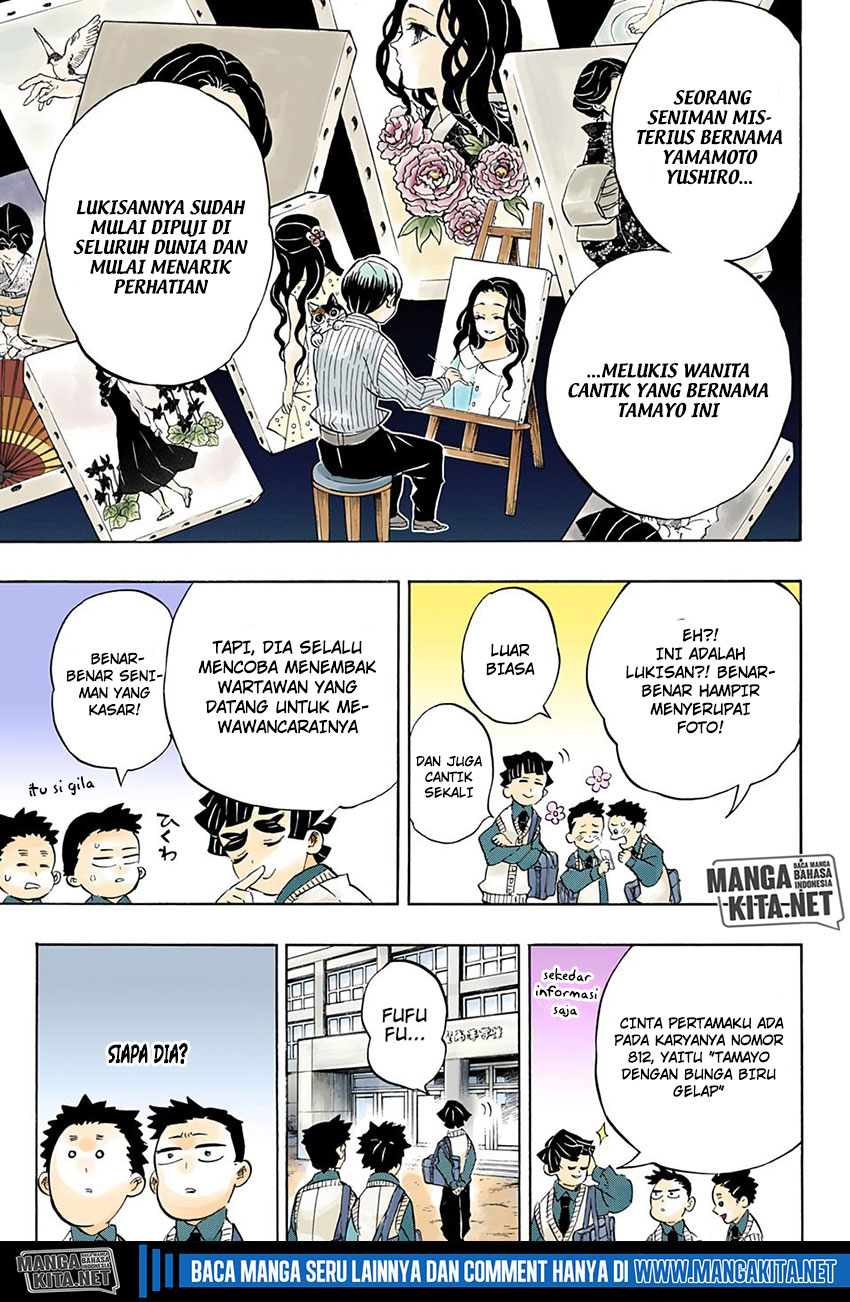 SEORANG
SENIMAN MIS-
TERIUS BERNAMA
YAMAMOTO
YUSHIRO...
...MELUKIS WANITA
CANTIK YANG BERNAMA
TAMAYO INI
LUKISANNYA SUDAH
MULAI DIPUJI DI
SELURUH DUNIA DAN
MULAI MENARIK
PERHATIAN
EH?!
INI ADALAH
LUKISAN?! BENAR-
BENAR HAMPIR
MENYERUPAI
FOTO!
LUAR
BIASA
DAN JUGA
CANTIK
SEKALI
TAPI, DIA SELALU
MENCOBA MENEMBAK
WARTAWAN YANG
DATANG UNTUK ME-
WAWANCARAINYA
BENAR-
BENAR SENI-
MAN YANG
KASAR!
itu si gila
ひくわ
MANGA
BACA MANGA
BAHASA
INDONESIA
-KITA.NET
sekedar
informasi
saja
CINTA PERTAMAKU ADA
PADA KARYANYA NOMOR
812, YAITU "TAMAYO
DENGAN BUNGA BIRU
GELAP"
FUFU
FU...
SIAPA DIA?
MANGA
BACA MANGA
BAHASA
INDONESIA
-KITA.NET
BACA MANGA SERU LAINNYA DAN COMMENT HANYA DI WWW.MANGAKITA.NET